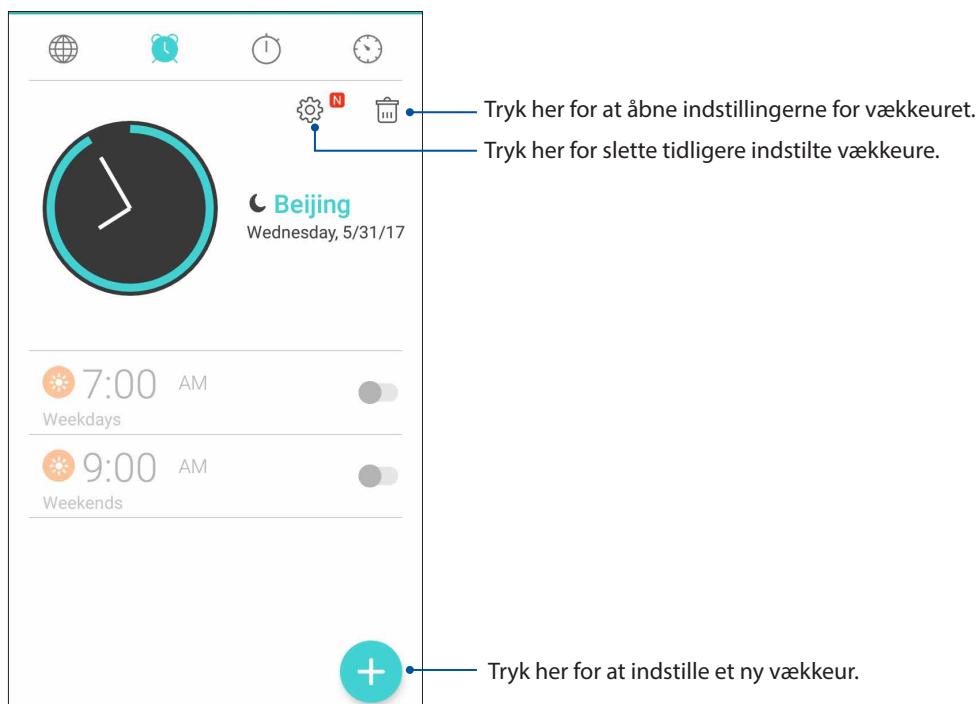 N
Tryk her for at åbne indstillingerne for vækkeuret.
Tryk her for slette tidligere indstilte vækkeure.
Beijing
Wednesday, 5/31/17
7:00 AM
Weekdays
9:00 AM
Weekends
Tryk her for at indstille et ny vækkeur.